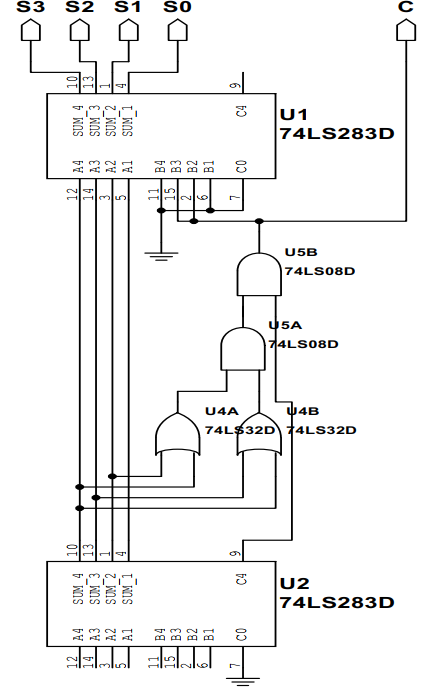 S3 S2 S1 S0 C
10 13 1 4 9
SUM_4 SUM_3 SUM_2 SUM_1 C4
U1
74LS283D
A4 A3 A2 A1 B4 B3 B2 B1 C0
12 14 3 5 11 15 2 6 7
U5B
74LS08D
U5A
74LS08D
U4A U4B
74LS32D 74LS32D
10 13 1 4 9
SUM_4 SUM_3 SUM_2 SUM_1 C4
U2
74LS283D
A4 A3 A2 A1 B4 B3 B2 B1 C0
12 14 3 5 11 15 2 6 7